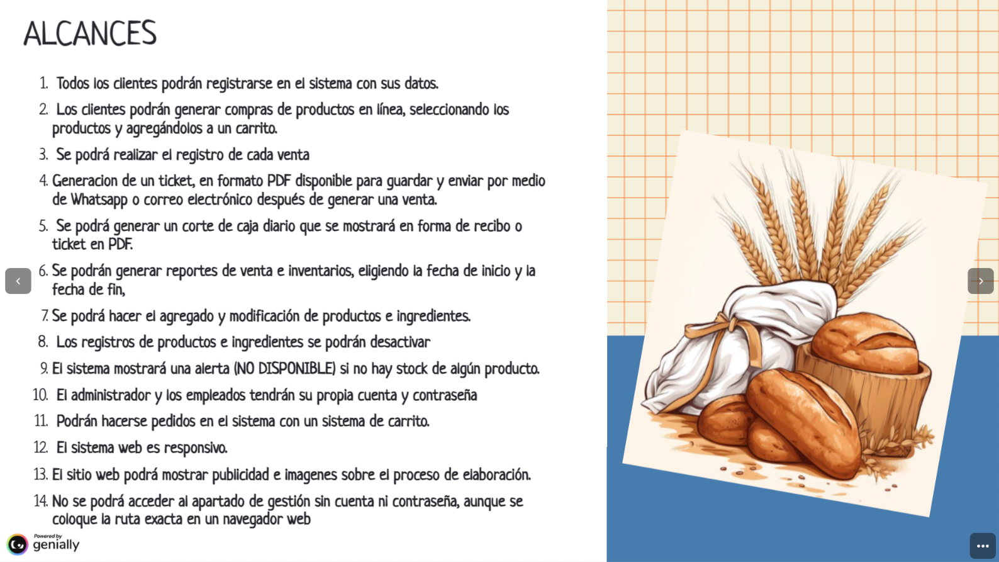 ALCANCES
1. Todos los clientes podrán registrarse en el sistema con sus datos.
2. Los clientes podrán generar compras de productos en línea, seleccionando los
productos y agregándolos a un carrito.
3. Se podrá realizar el registro de cada venta
4. Generacion de un ticket, en formato PDF disponible para guardar y enviar por medio
de Whatsapp o correo electrónico después de generar una venta.
5. Se podrá generar un corte de caja diario que se mostrará en forma de recibo o
ticket en PDF.
6. Se podrán generar reportes de venta e inventarios, eligiendo la fecha de inicio y la
fecha de fin,
7. Se podrá hacer el agregado y modificación de productos e ingredientes.
8. Los registros de productos e ingredientes se podrán desactivar
9. El sistema mostrará una alerta (NO DISPONIBLE) si no hay stock de algún producto.
10. El administrador y los empleados tendrán su propia cuenta y contraseña
11. Podrán hacerse pedidos en el sistema con un sistema de carrito.
12. El sistema web es responsivo.
13. El sitio web podrá mostrar publicidad e imagenes sobre el proceso de elaboración.
14. No se podrá acceder al apartado de gestión sin cuenta ni contraseña, aunque se
coloque la ruta exacta en un navegador web
Powered by
genially